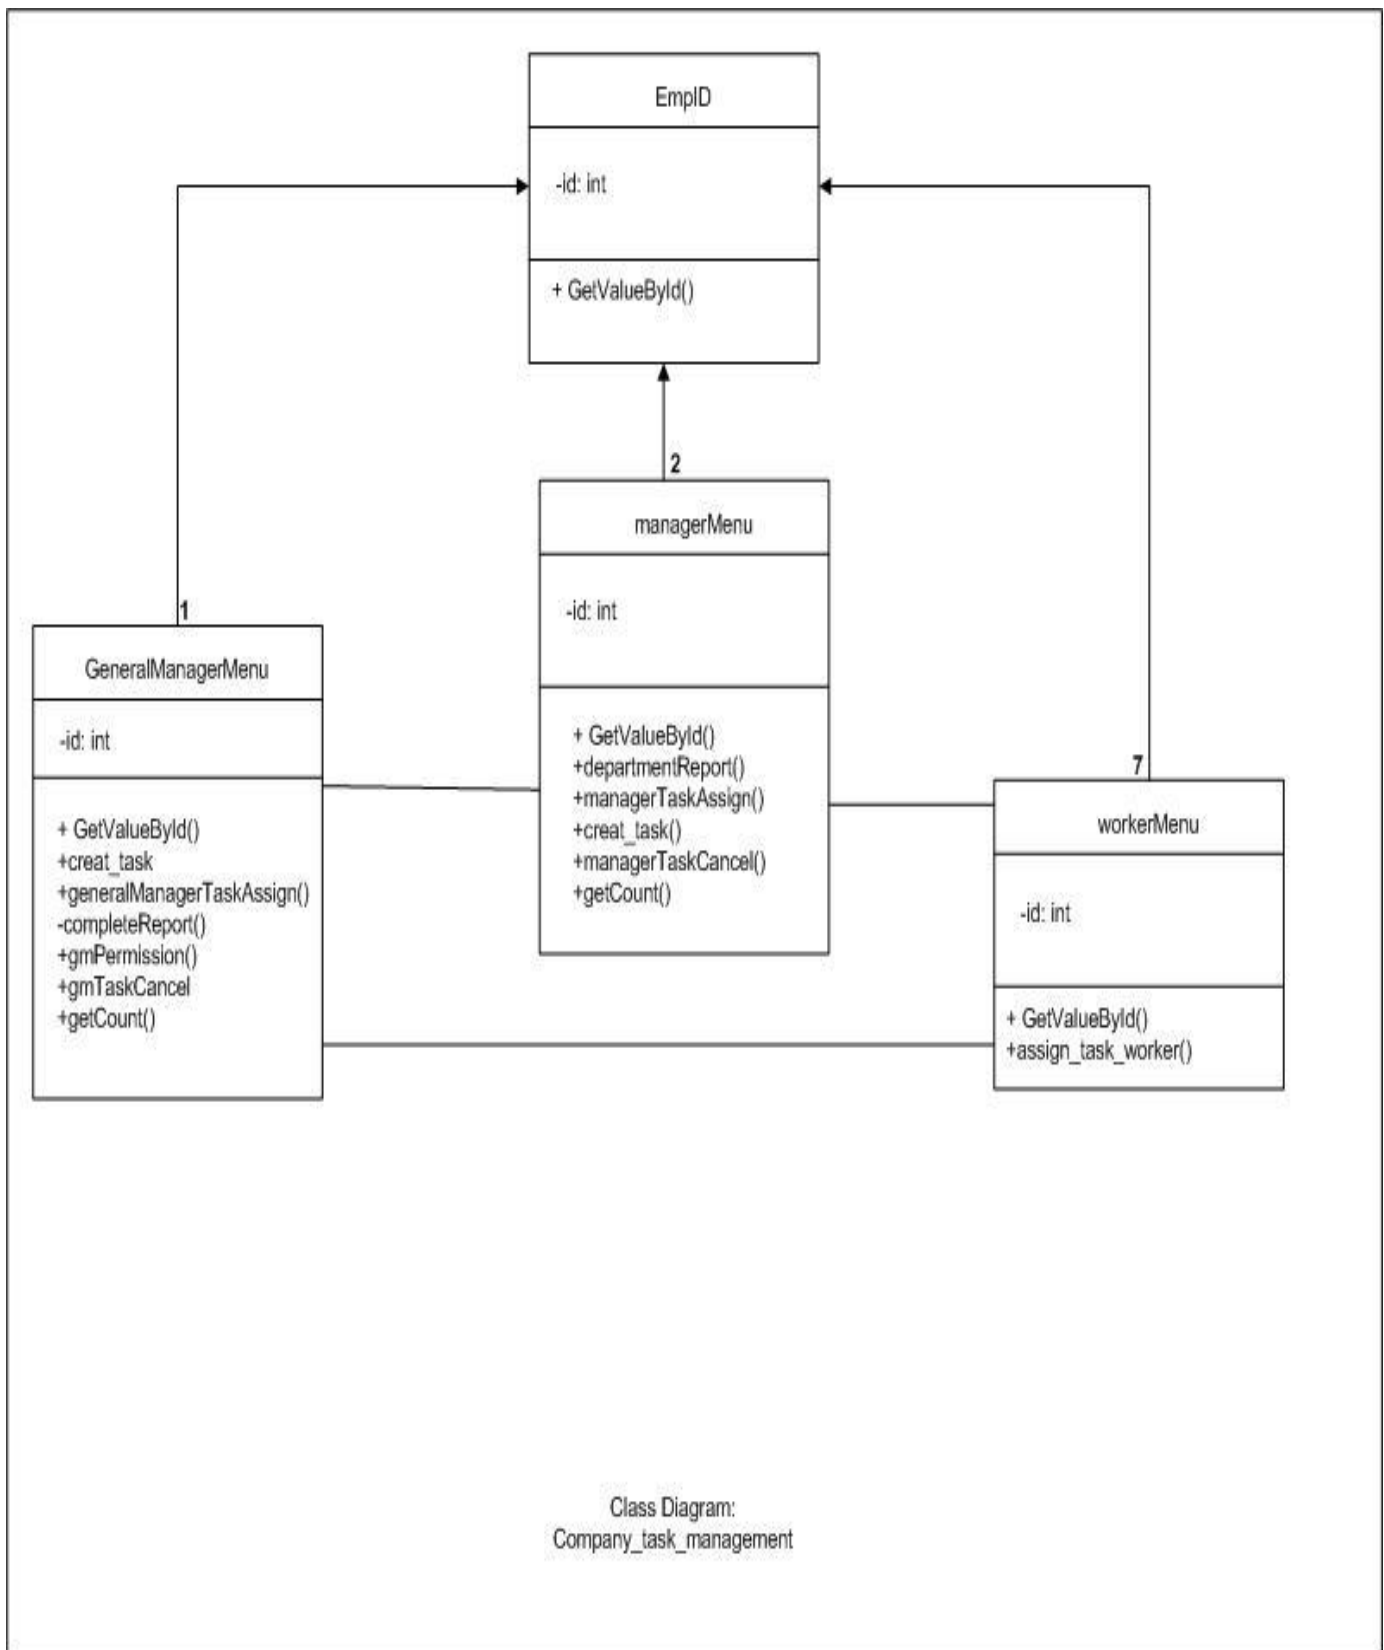 EmpID
-id: int
+ GetValueById()
2
managerMenu
-id: int
+ GetValueById()
+departmentReport()
+managerTaskAssign()
+creat_task()
+managerTaskCancel()
+getCount()
1
GeneralManagerMenu
-id: int
+ GetValueById()
+creat_task
+generalManagerTaskAssign()
-completeReport()
+gmPermission()
+gmTaskCancel
+getCount()
7
workerMenu
-id: int
+ GetValueById()
+assign_task_worker()
Class Diagram:
Company_task_management